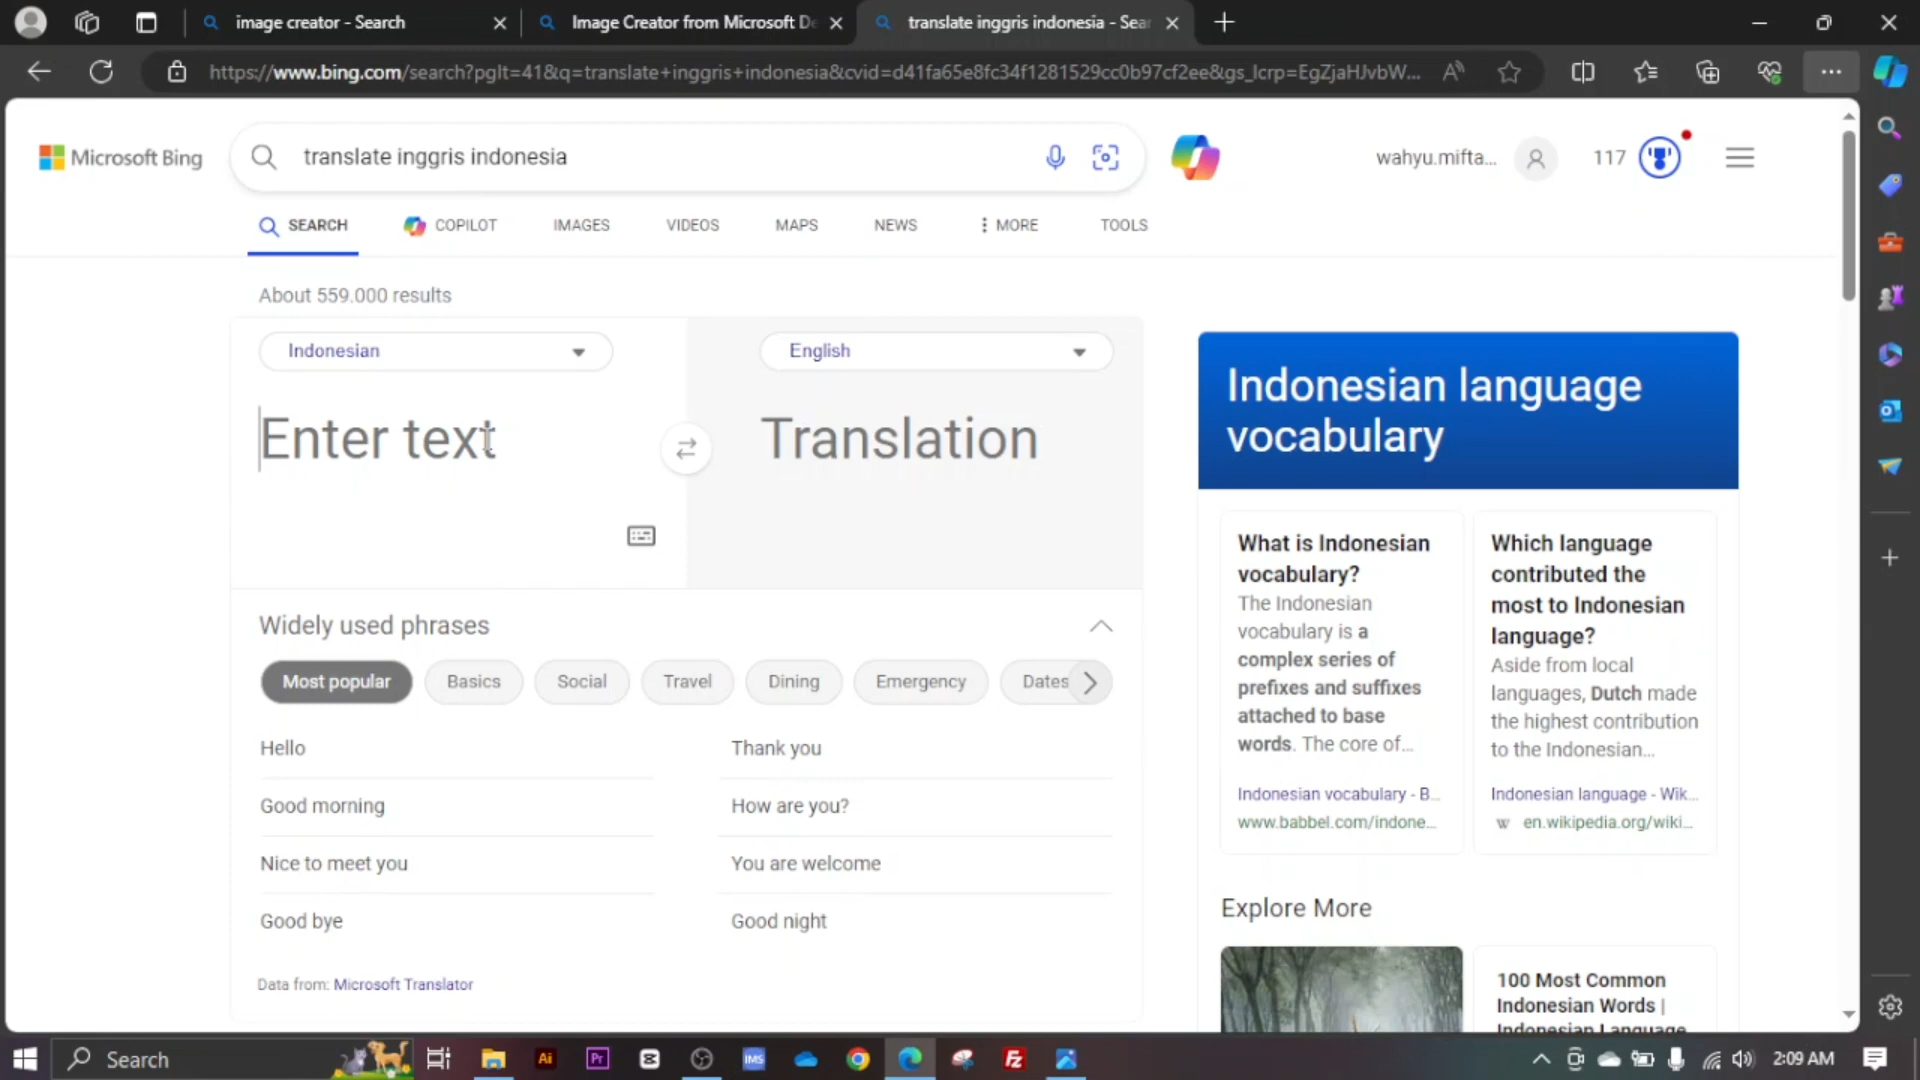 image creator - Search
Image Creator from Microsoft De
translate inggris indonesia - Sear
https://www.bing.com/search?pglt=41&q=translate+inggris+indonesia&cvid=d41fa65e8fc34f1281529cc0b97cf2ee&gs_lcrp=EgZjaHJvbW...
Microsoft Bing
translate inggris indonesia
wahyu.mifta...
117
SEARCH
COPILOT
IMAGES
VIDEOS
MAPS
NEWS
MORE
TOOLS
About 559.000 results
Indonesian
English
Enter text
Translation
Widely used phrases
Most popular
Basics
Social
Travel
Dining
Emergency
Dates
Hello
Thank you
Good morning
How are you?
Nice to meet you
You are welcome
Good bye
Good night
Data from: Microsoft Translator
Indonesian language
vocabulary
What is Indonesian
vocabulary?
The Indonesian
vocabulary is a
complex series of
prefixes and suffixes
attached to base
words. The core of...
Indonesian vocabulary - B...
www.babbel.com/indone...
Which language
contributed the
most to Indonesian
language?
Aside from local
languages, Dutch made
the highest contribution
to the Indonesian...
Indonesian language - Wik...
W en.wikipedia.org/wiki...
Explore More
100 Most Common
Indonesian Words |
Indonesian Language
Search
Ai
Pr
IMS
Fz
2:09 AM